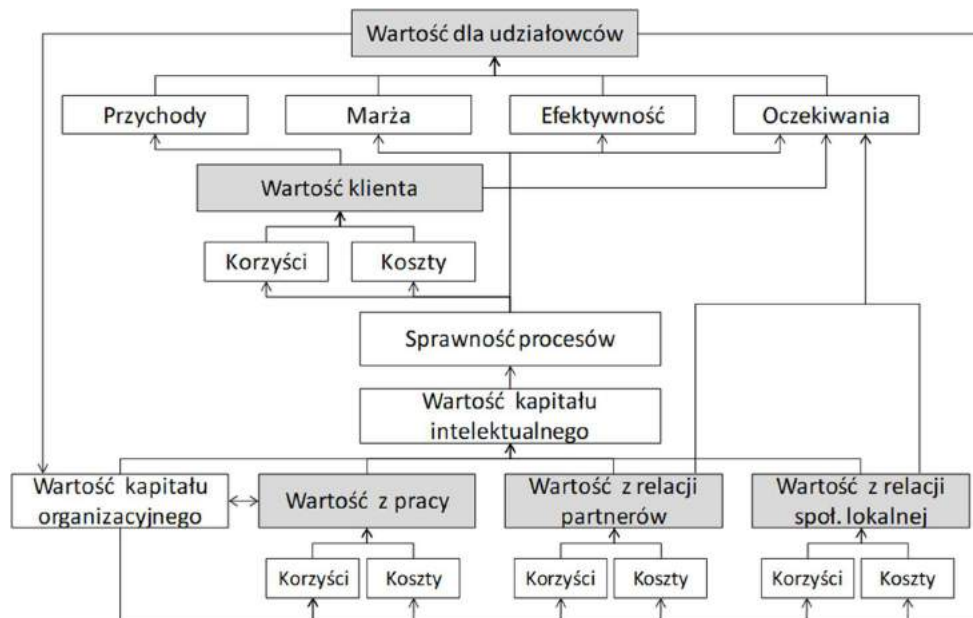 Wartość dla udziałowców
Przychody
Marża
Efektywność
Oczekiwania
Wartość klienta
Korzyści
Koszty
Sprawność procesów
Wartość kapitału
intelektualnego
Wartość kapitału
organizacyjnego
Wartość z pracy
Wartość z relacji
partnerów
Wartość z relacji
społ. lokalnej
Korzyści
Koszty
Korzyści
Koszty
Korzyści
Koszty